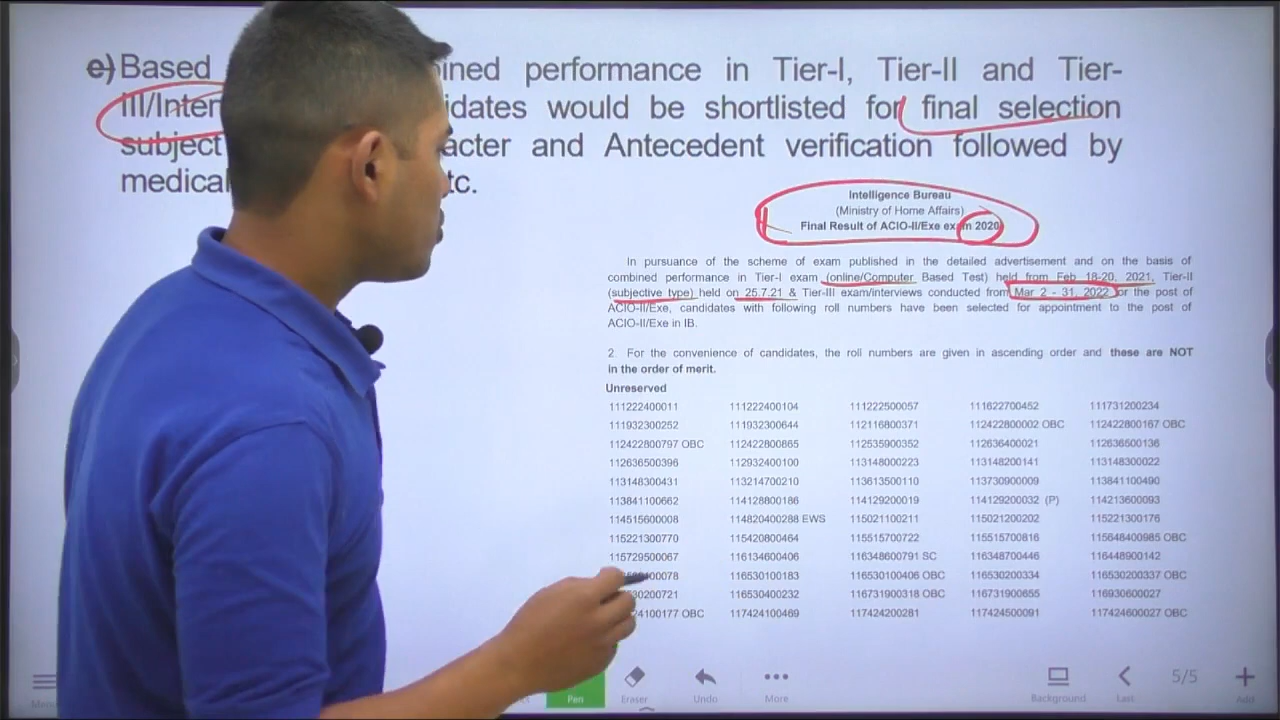 e) Based ined performance in Tier-I, Tier-II and Tier-
III/Inter idates would be shortlisted for final selection
subject acter and Antecedent verification followed by
medical tc.
Intelligence Bureau
(Ministry of Home Affairs)
Final Result of ACIO-II/Exe exam 2020
In pursuance of the scheme of exam published in the detailed advertisement and on the basis of
combined performance in Tier-I exam (online/Computer Based Test) held from Feb 18-20, 2021, Tier-II
(subjective type) held on 25.7.21 & Tier-III exam/interviews conducted from Mar 2 - 31, 2022 for the post of
ACIO-II/Exe, candidates with following roll numbers have been selected for appointment to the post of
ACIO-II/Exe in IB.
2. For the convenience of candidates, the roll numbers are given in ascending order and these are NOT
in the order of merit.
Unreserved
111222400011 111222400104 111222500057 111622700452 111731200234
111932300252 111932300644 112116800371 112422800002 OBC 112422800167 OBC
112422800797 OBC 112422800865 112535900352 112636400021 112636500136
112636500396 112932400100 113148000223 113148200141 113148300022
113148300431 113214700210 113613500110 113730900009 113841100490
113841100662 114128800186 114129200019 114129200032 (P) 114213600093
114515600008 114820400288 EWS 115021100211 115021200202 115221300176
115221300770 115420800464 115515700722 115515700816 115648400985 OBC
115729500067 116134600406 116348600791 SC 116348700446 116448900142
00078 116530100183 116530100406 OBC 116530200334 116530200337 OBC
30200721 116530400232 116731900318 OBC 116731900655 116930600027
24100177 OBC 117424100469 117424200281 117424500091 117424600027 OBC
Pen Eraser Undo More Background Last 5/5 Add